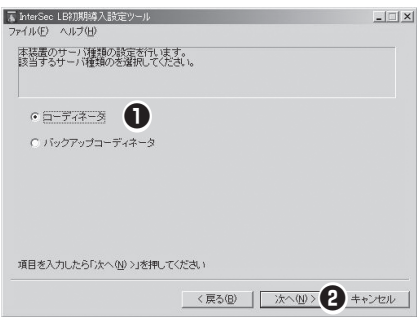 InterSec LB初期導入設定ツール
ファイル(F) ヘルプ(H)
本装置のサーバ種類の設定を行います。
該当するサーバ種類のを選択してください。
コーディネータ ❶
バックアップコーディネータ
項目を入力したら「次へ(N) >」を押してください
< 戻る(B) 次へ(N) > ❷ キャンセル